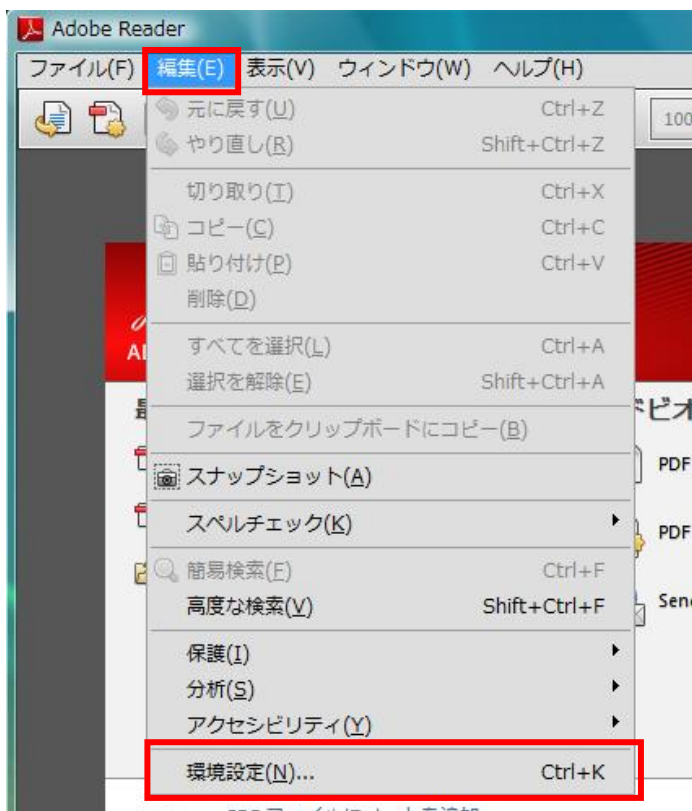 Adobe Reader
ファイル(F) 編集(E) 表示(V) ウィンドウ(W) ヘルプ(H)
元に戻す(U) Ctrl+Z
100
やり直し(R) Shift+Ctrl+Z
切り取り(T) Ctrl+X
コピー(C) Ctrl+C
貼り付け(P) Ctrl+V
削除(D)
すべてを選択(L) Ctrl+A
選択を解除(E) Shift+Ctrl+A
ファイルをクリップボードにコピー(B)
スナップショット(A)
PDF
スペルチェック(K)
PDF
簡易検索(F) Ctrl+F
高度な検索(V) Shift+Ctrl+F
保護(I)
分析(S)
アクセシビリティ(Y)
環境設定(N)... Ctrl+K